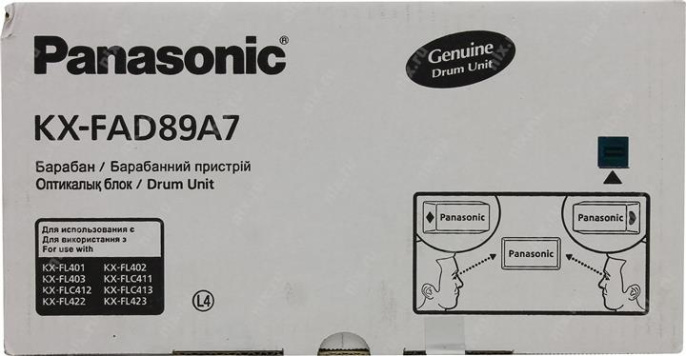 Panasonic®
Genuine
Drum Unit
KX-FAD89A7
Барабан / Барабанний пристрій
Оптикалық блок / Drum Unit
Для использования с
Для використання з
For use with
KX-FL401 KX-FL402
KX-FL403 KX-FLC411
KX-FLC412 KX-FLC413
KX-FL422 KX-FL423
L4
Panasonic
Panasonic
Panasonic